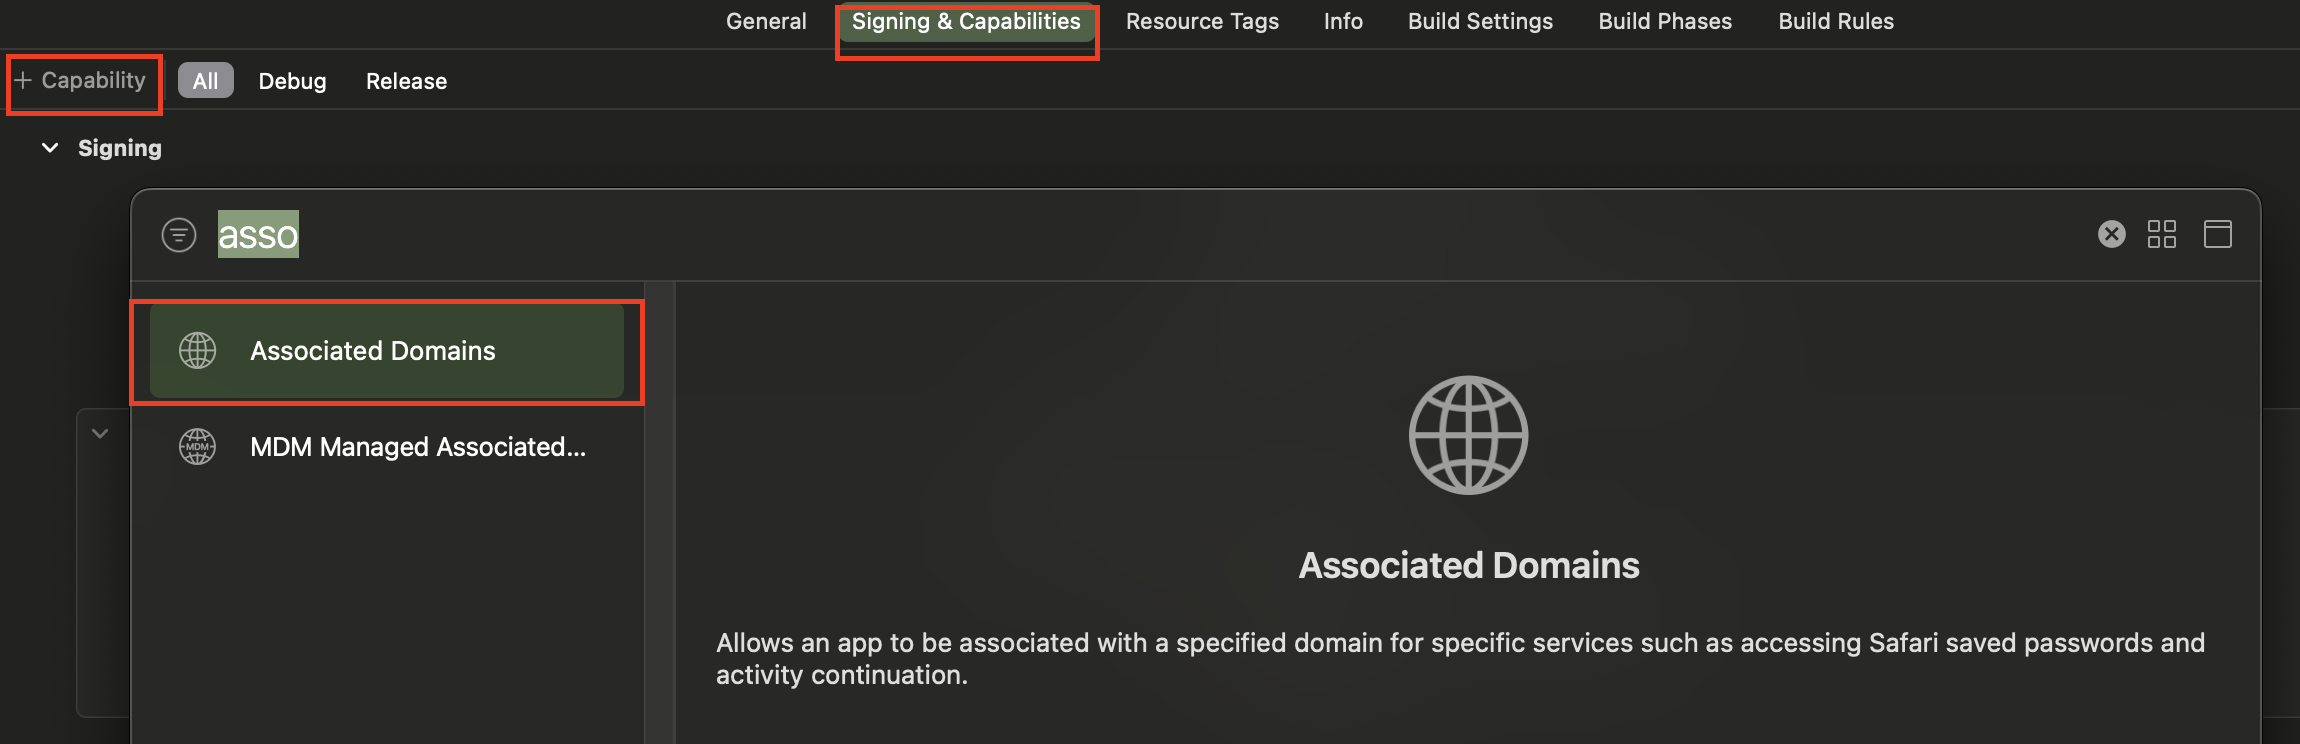 General Signing & Capabilities Resource Tags Info Build Settings Build Phases Build Rules
+ Capability All Debug Release
Signing
asso
Associated Domains
MDM MDM Managed Associated...
Associated Domains
Allows an app to be associated with a specified domain for specific services such as accessing Safari saved passwords and
activity continuation.